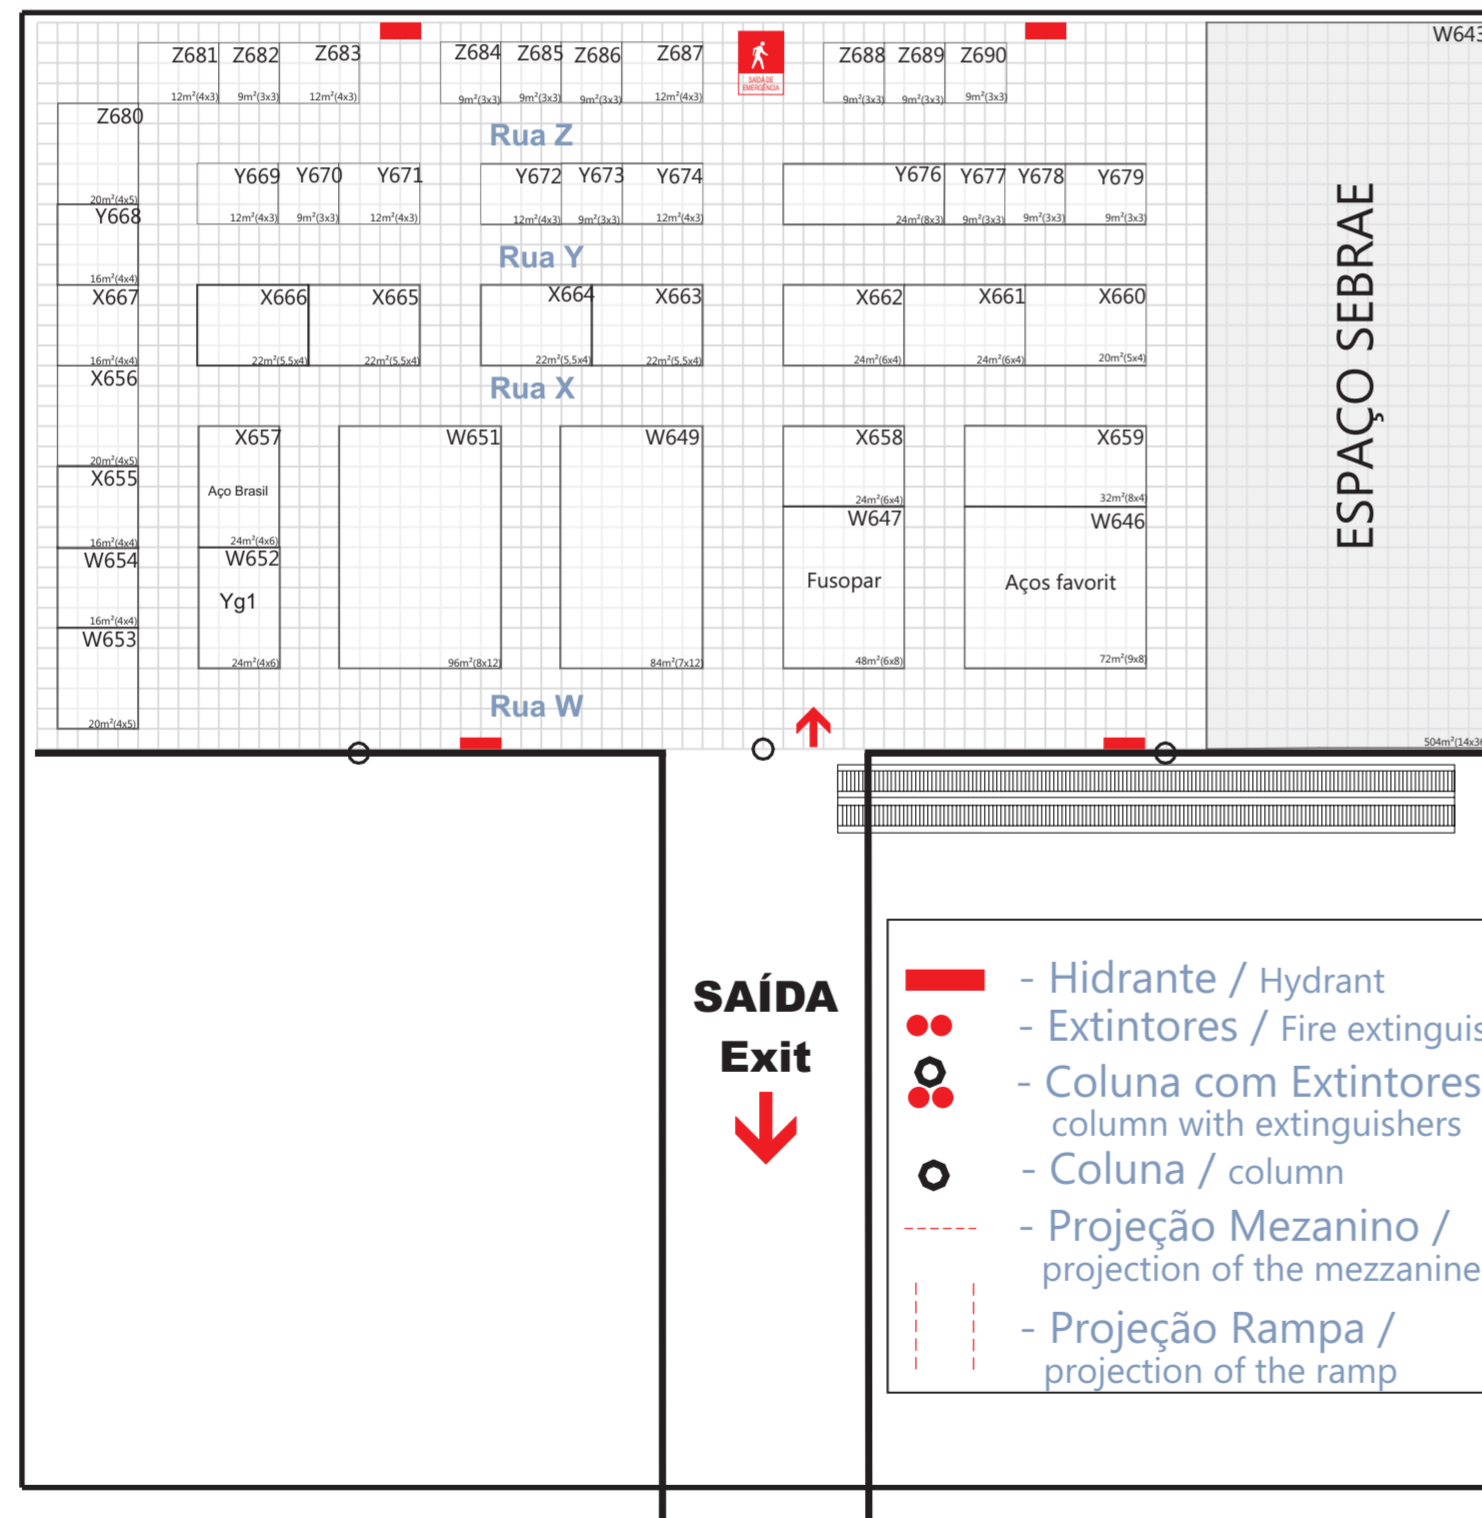 W643
Z681 Z682 Z683 Z684 Z685 Z686 Z687 Z688 Z689 Z690
SAÍDA DE
EMERGÊNCIA
12m²(4x3) 9m²(3x3) 12m²(4x3) 9m²(3x3) 9m²(3x3) 9m²(3x3) 12m²(4x3) 9m²(3x3) 9m²(3x3) 9m²(3x3)
Z680
20m²(4x5)
Rua Z
Y669 Y670 Y671 Y672 Y673 Y674 Y676 Y677 Y678 Y679
12m²(4x3) 9m²(3x3) 12m²(4x3) 12m²(4x3) 9m²(3x3) 12m²(4x3) 24m²(8x3) 9m²(3x3) 9m²(3x3) 9m²(3x3)
Y668
16m²(4x4)
Rua Y
X667 X666 X665 X664 X663 X662 X661 X660
16m²(4x4) 22m²(5,5x4) 22m²(5,5x4) 22m²(5,5x4) 22m²(5,5x4) 24m²(6x4) 24m²(6x4) 20m²(5x4)
X656
20m²(4x5)
Rua X
X657 W651 W649 X658 X659
Aço Brasil
24m²(4x6)
24m²(6x4) 32m²(8x4)
X655
16m²(4x4)
W654
16m²(4x4)
W652
Yg1
24m²(4x6) 96m²(8x12) 84m²(7x12)
W647 W646
Fusopar Aços favorit
48m²(6x8) 72m²(9x8)
W653
20m²(4x5)
Rua W
ESPAÇO SEBRAE
504m²(14x36
SAÍDA
Exit
- Hidrante / Hydrant
- Extintores / Fire extinguis
- Coluna com Extintores
column with extinguishers
- Coluna / column
- Projeção Mezanino /
projection of the mezzanine
- Projeção Rampa /
projection of the ramp